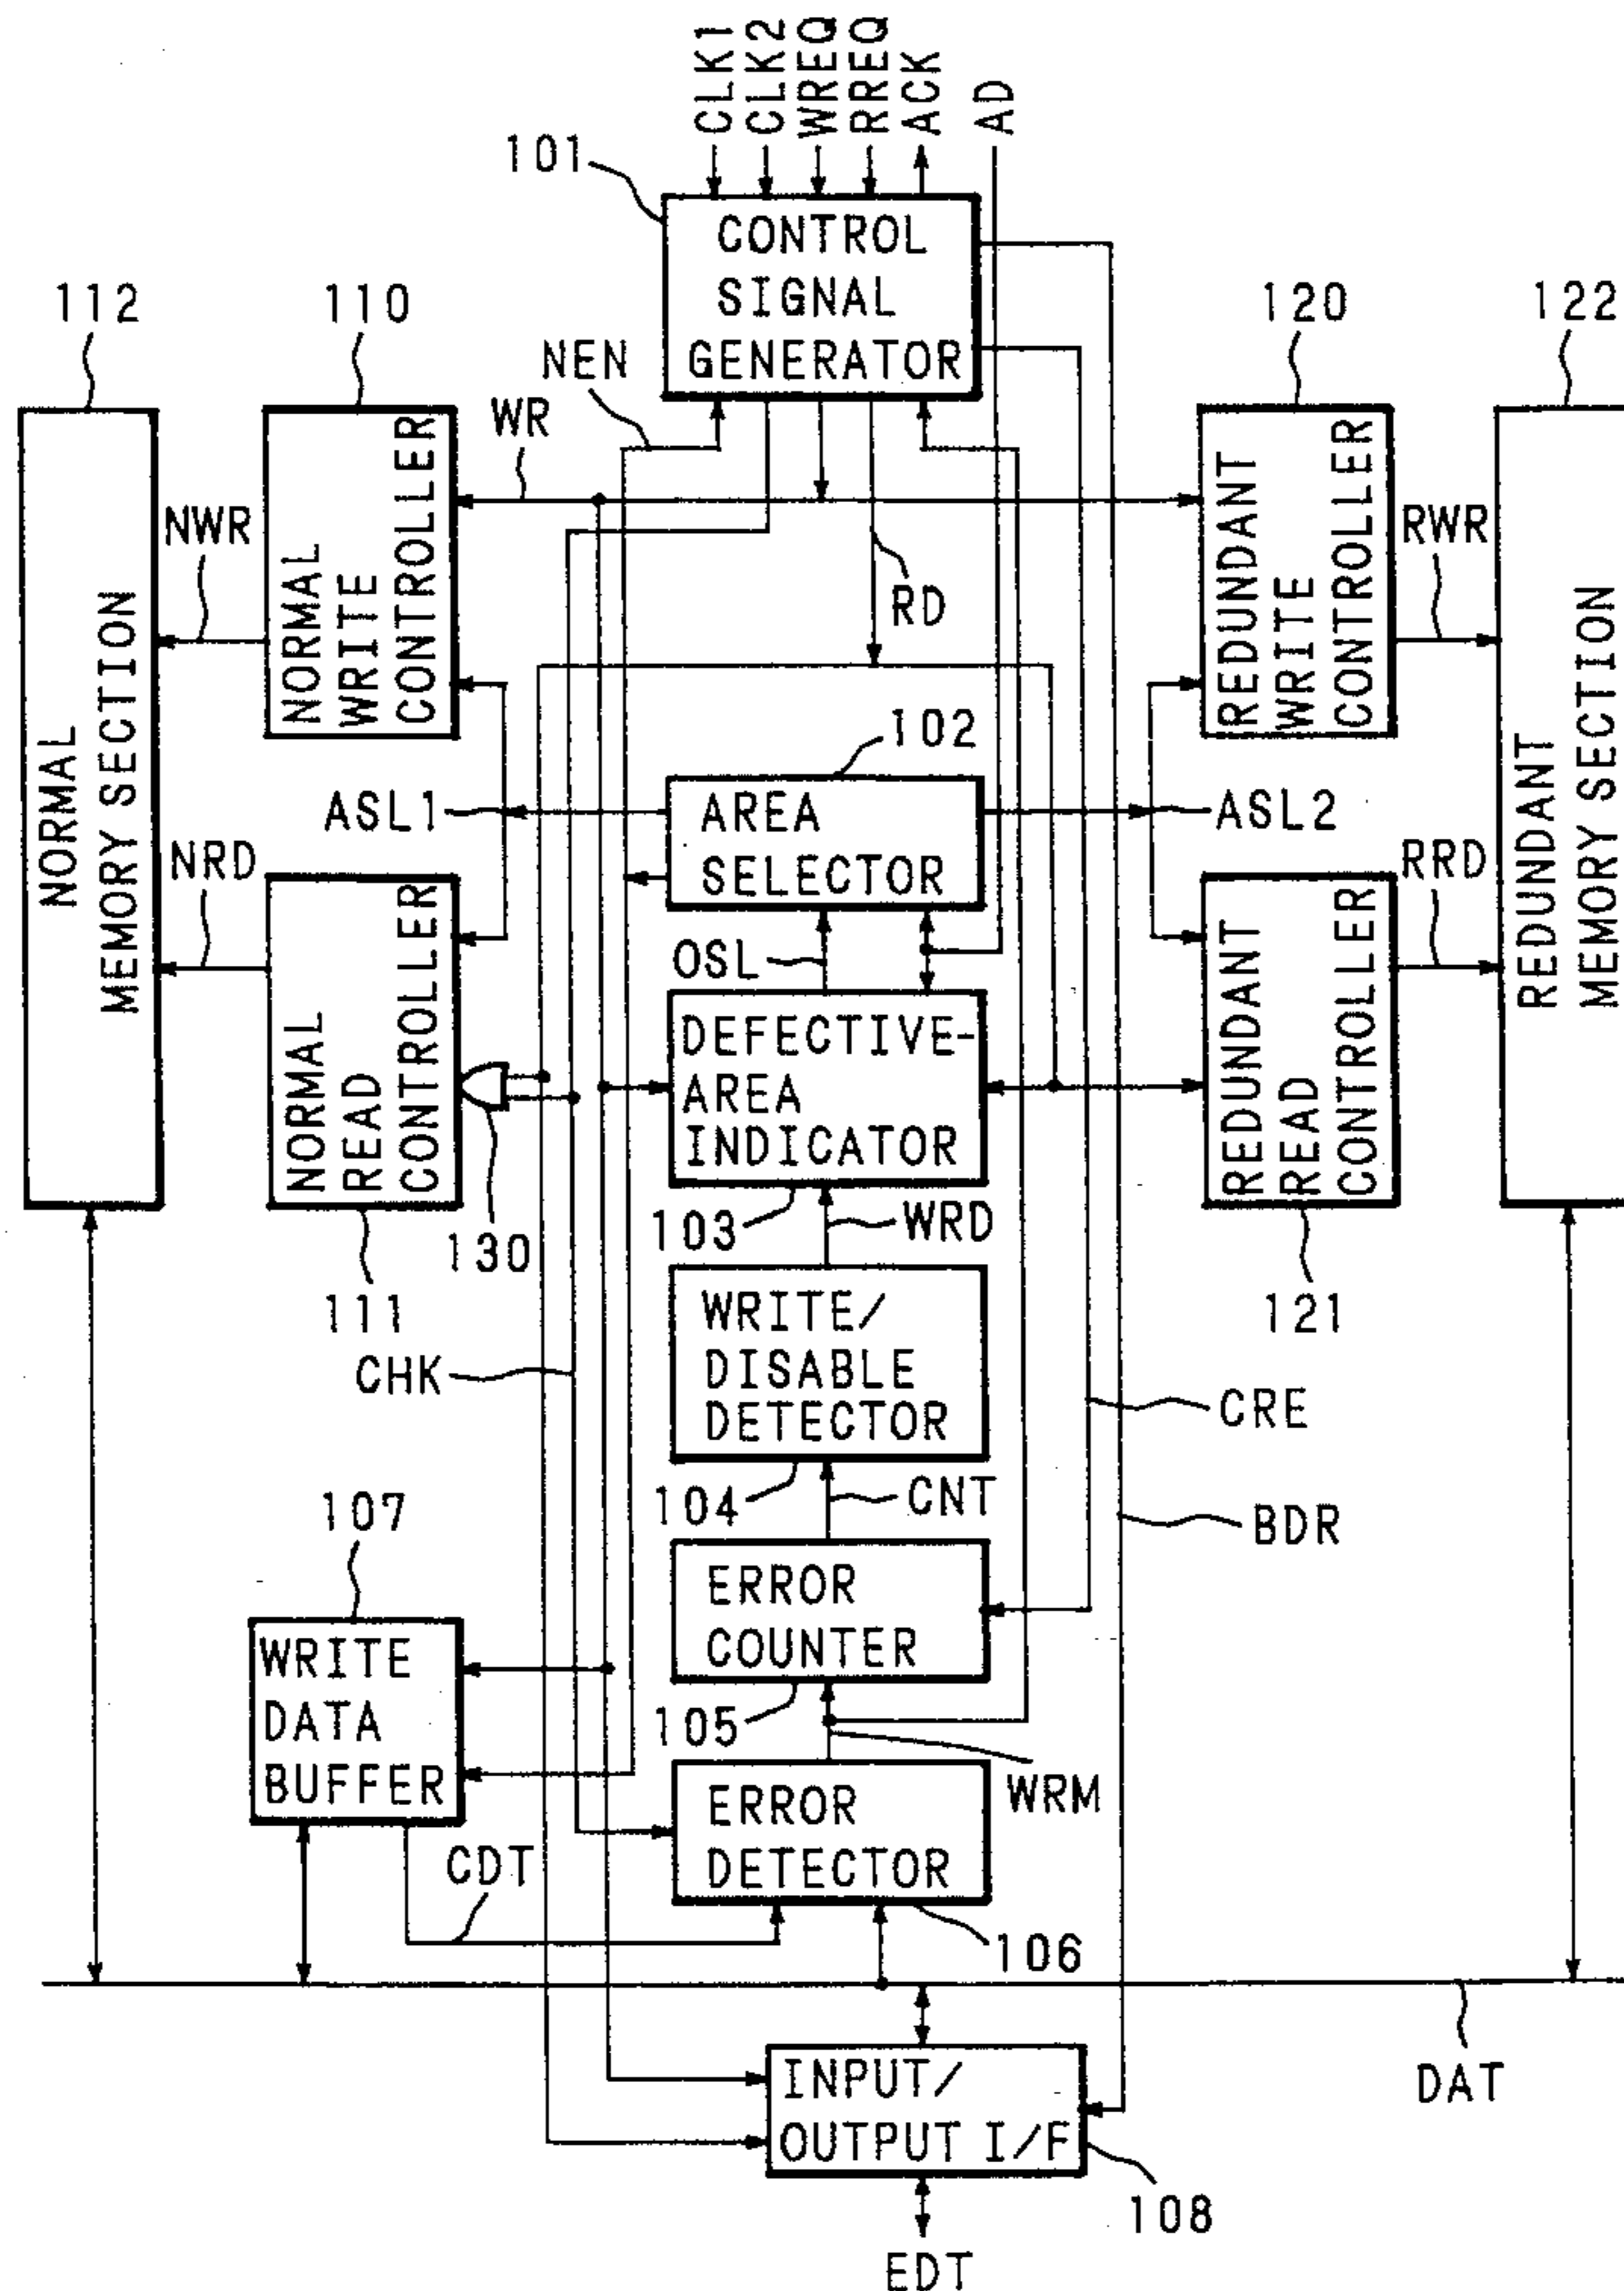 CLK1
CLK2
WREQ
RREQ
ACK
AD
101
CONTROL
SIGNAL
GENERATOR
112
110
NEN
WR
120
122
NORMAL
MEMORY SECTION
NWR
NORMAL
WRITE
CONTROLLER
RD
REDUNDANT
WRITE
CONTROLLER
RWR
REDUNDANT
MEMORY SECTION
102
ASL1
AREA
SELECTOR
ASL2
NRD
RRD
OSL
NORMAL
READ
CONTROLLER
DEFECTIVE-
AREA
INDICATOR
REDUNDANT
READ
CONTROLLER
130
103
WRD
111
121
WRITE/
DISABLE
DETECTOR
CHK
CRE
104
CNT
107
BDR
ERROR
COUNTER
WRITE
DATA
BUFFER
105
WRM
ERROR
DETECTOR
CDT
106
INPUT/
OUTPUT I/F
DAT
108
EDT